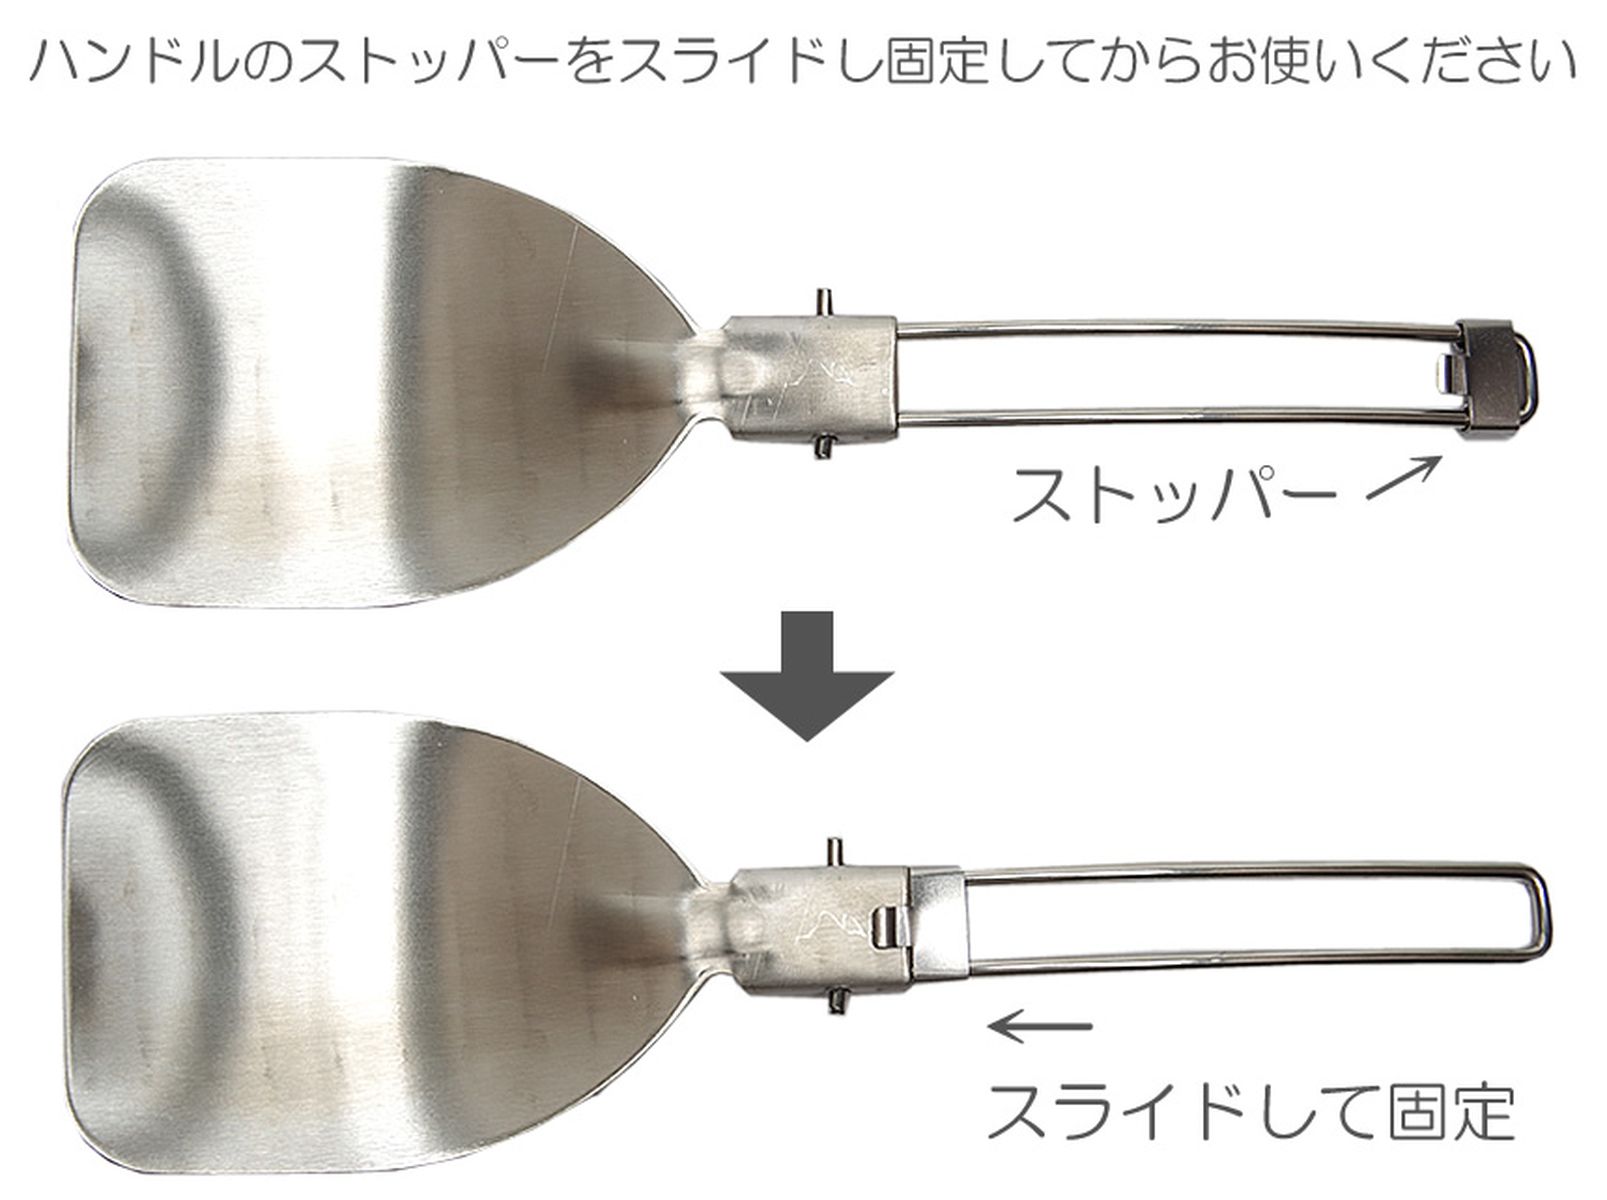 ハンドルのストッパーをスライドし固定してからお使いください
ストッパー
スライドして固定